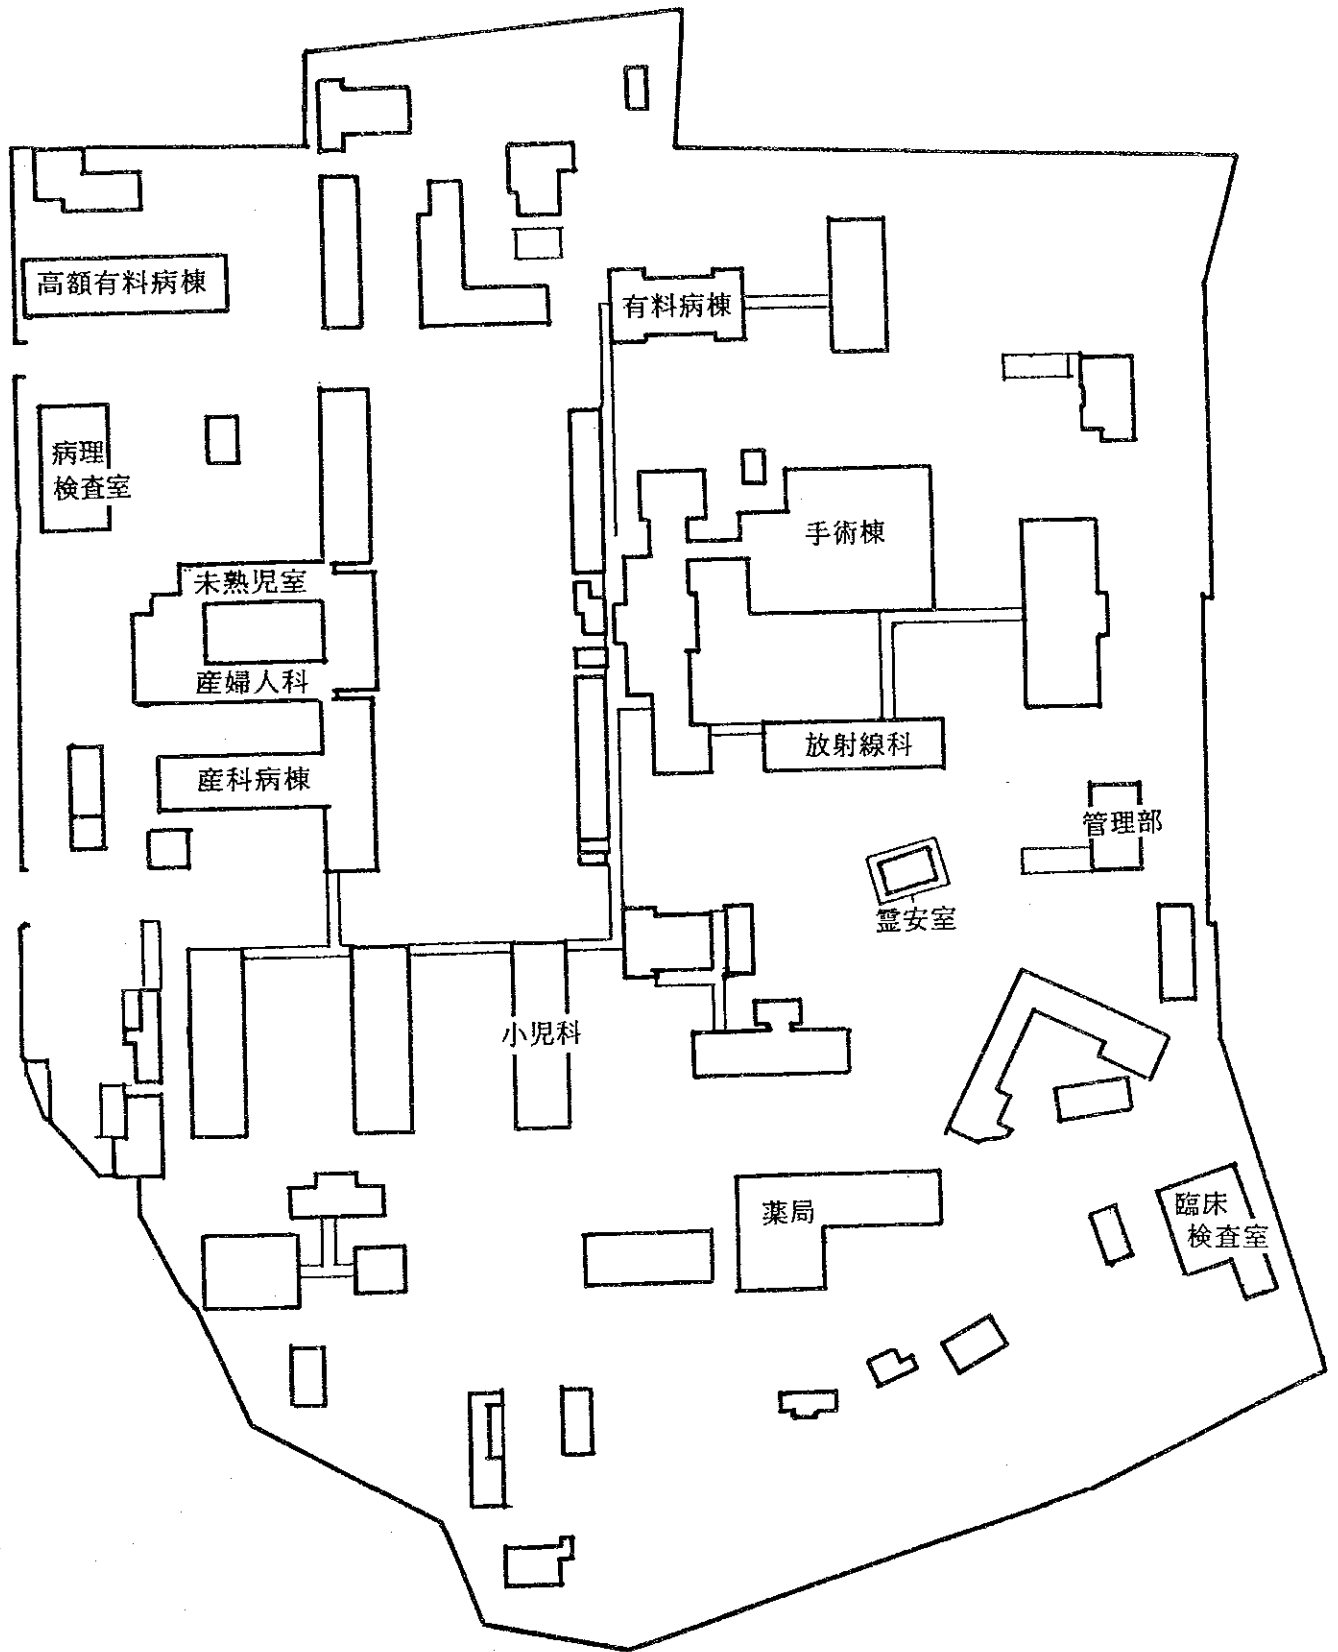 高額有料病棟
有料病棟
病理
検査室
手術棟
未熟児室
産婦人科
放射線科
産科病棟
管理部
霊安室
小児科
薬局
臨床
検査室